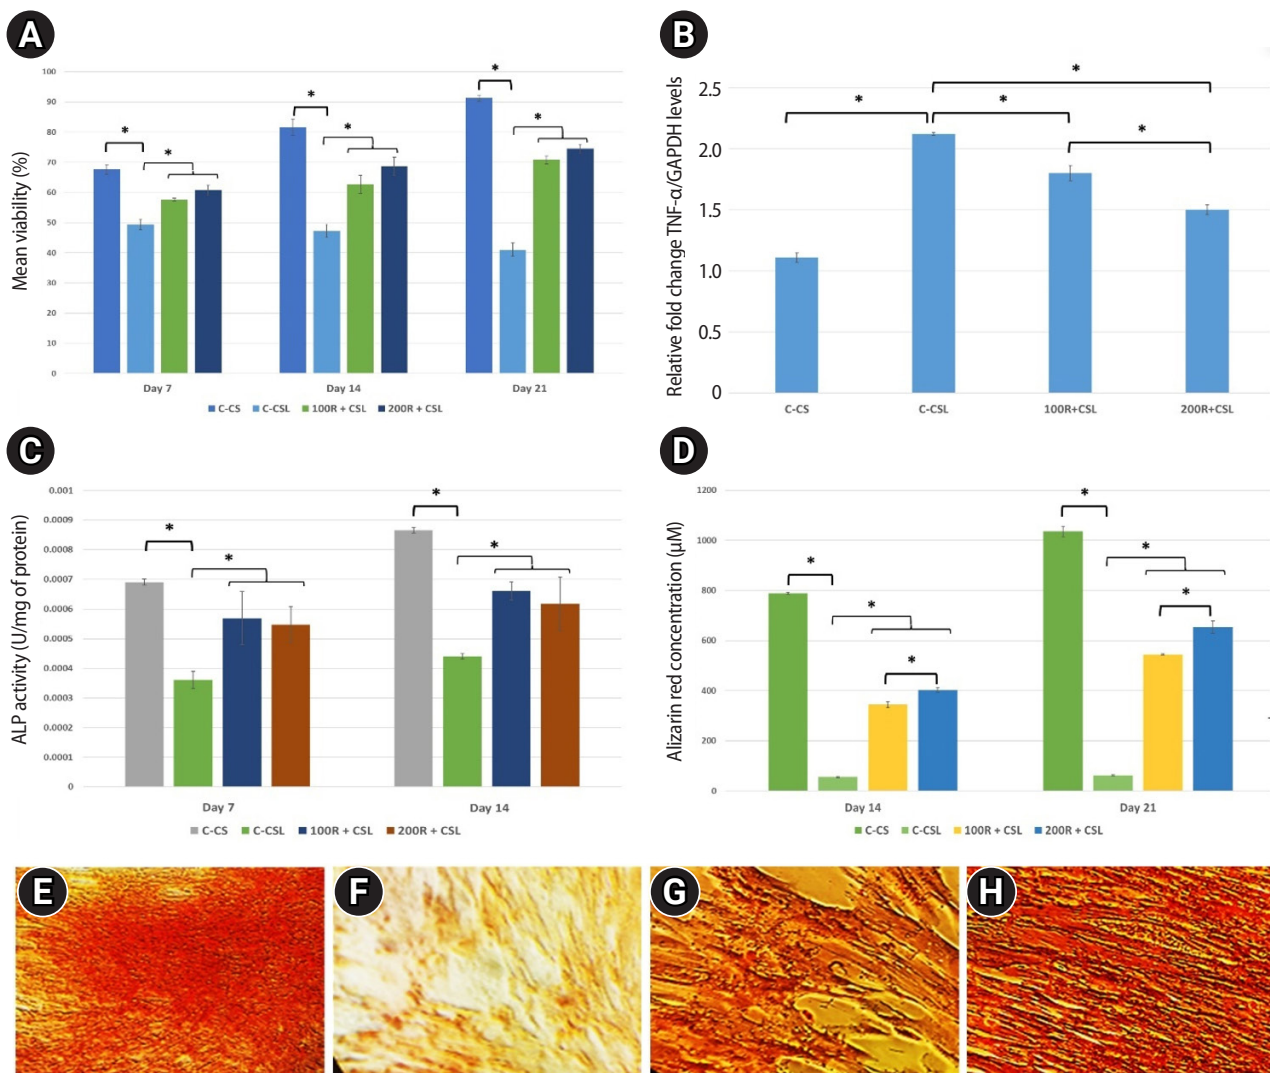 A
Mean viability (%)
100
90
80
70
60
50
40
30
20
10
0
*
*
*
*
*
*
Day 7
Day 14
Day 21
C-CS C-CSL 100R + CSL 200R + CSL
B
Relative fold change TNF-α/GAPDH levels
2.5
2.0
1.5
1.0
0.5
0
*
*
*
*
C-CS
C-CSL
100R+CSL
200R+CSL
C
ALP activity (U/mg of protein)
0.001
0.0009
0.0008
0.0007
0.0006
0.0005
0.0004
0.0003
0.0002
0.0001
0
*
*
*
*
Day 7
Day 14
C-CS C-CSL 100R + CSL 200R + CSL
D
Alizarin red concentration (µM)
1200
1000
800
600
400
200
0
*
*
*
*
*
*
Day 14
Day 21
C-CS C-CSL 100R + CSL 200R + CSL
E
F
G
H